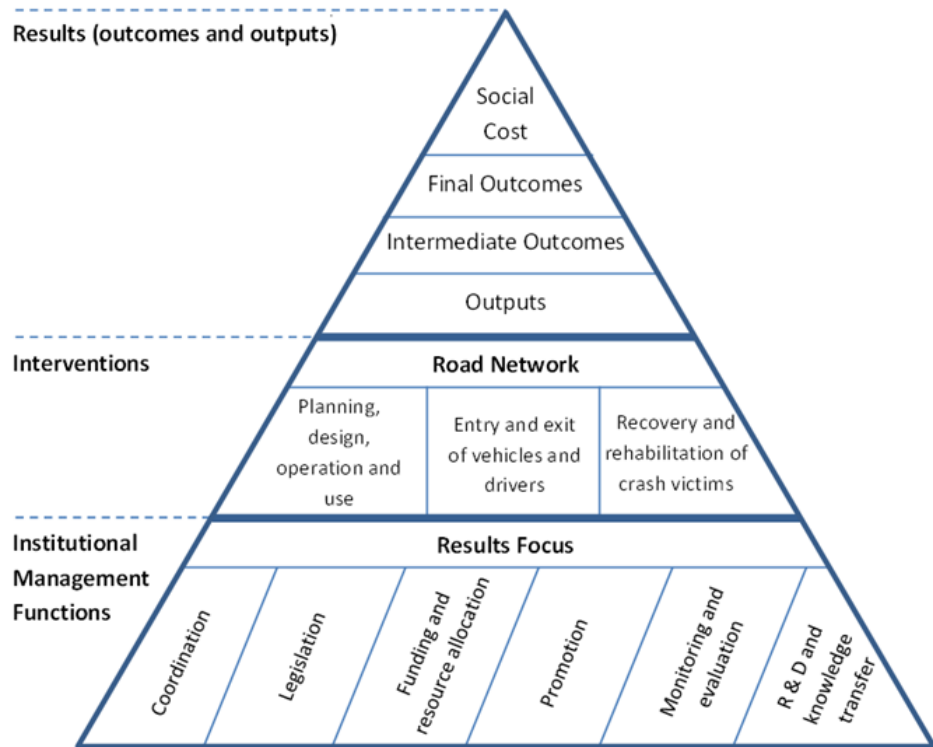 Results (outcomes and outputs)
Social
Cost
Final Outcomes
Intermediate Outcomes
Outputs
Interventions
Road Network
Planning,
design,
operation and
use
Entry and exit
of vehicles and
drivers
Recovery and
rehabilitation of
crash victims
Institutional
Management
Functions
Results Focus
Coordination
Legislation
Funding and
resource allocation
Promotion
Monitoring and
evaluation
R & D and
knowledge
transfer